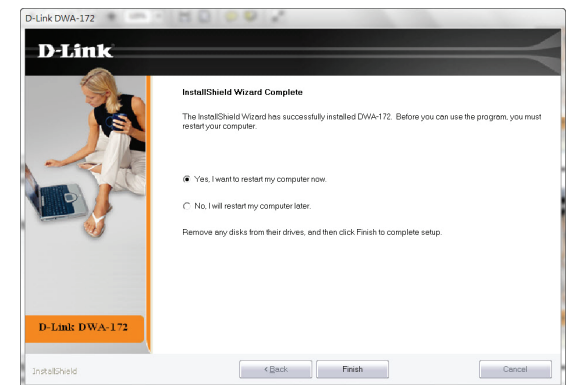 D-Link DWA-172
D-Link
InstallShield Wizard Complete
The InstallShield Wizard has successfully installed DWA-172. Before you can use the program, you must
restart your computer.
Yes, I want to restart my computer now.
No, I will restart my computer later.
Remove any disks from their drives, and then click Finish to complete setup.
D-Link DWA-172
InstallShield
< Back
Finish
Cancel